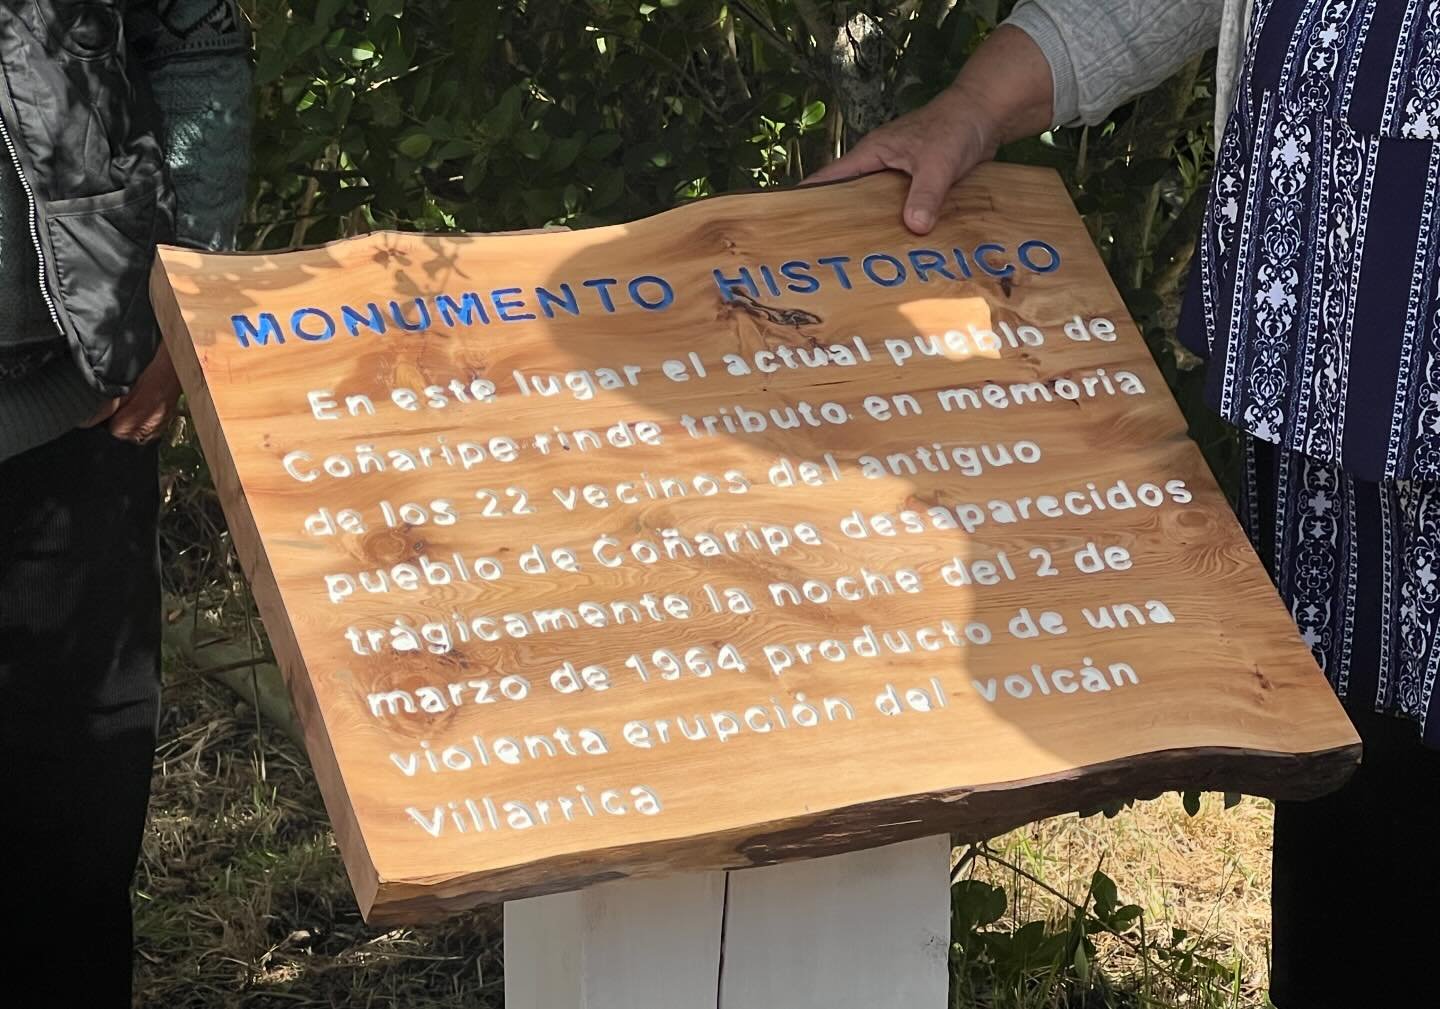 MONUMENTO HISTORICO
En este lugar el actual pueblo de
Coñaripe rinde tributo en memoria
de los 22 vecinos del antiguo
pueblo de Coñaripe desaparecidos
trágicamente la noche del 2 de
marzo de 1964 producto de una
violenta erupción del volcán
Villarrica